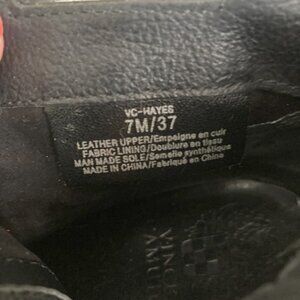 VC-HAYES
7M/37
LEATHER UPPER/Empeigne en cuir
FABRIC LINING/Doublure en tissu
MAN MADE SOLE/Semelle synthétique
MADE IN CHINA/Fabriqué en Chine